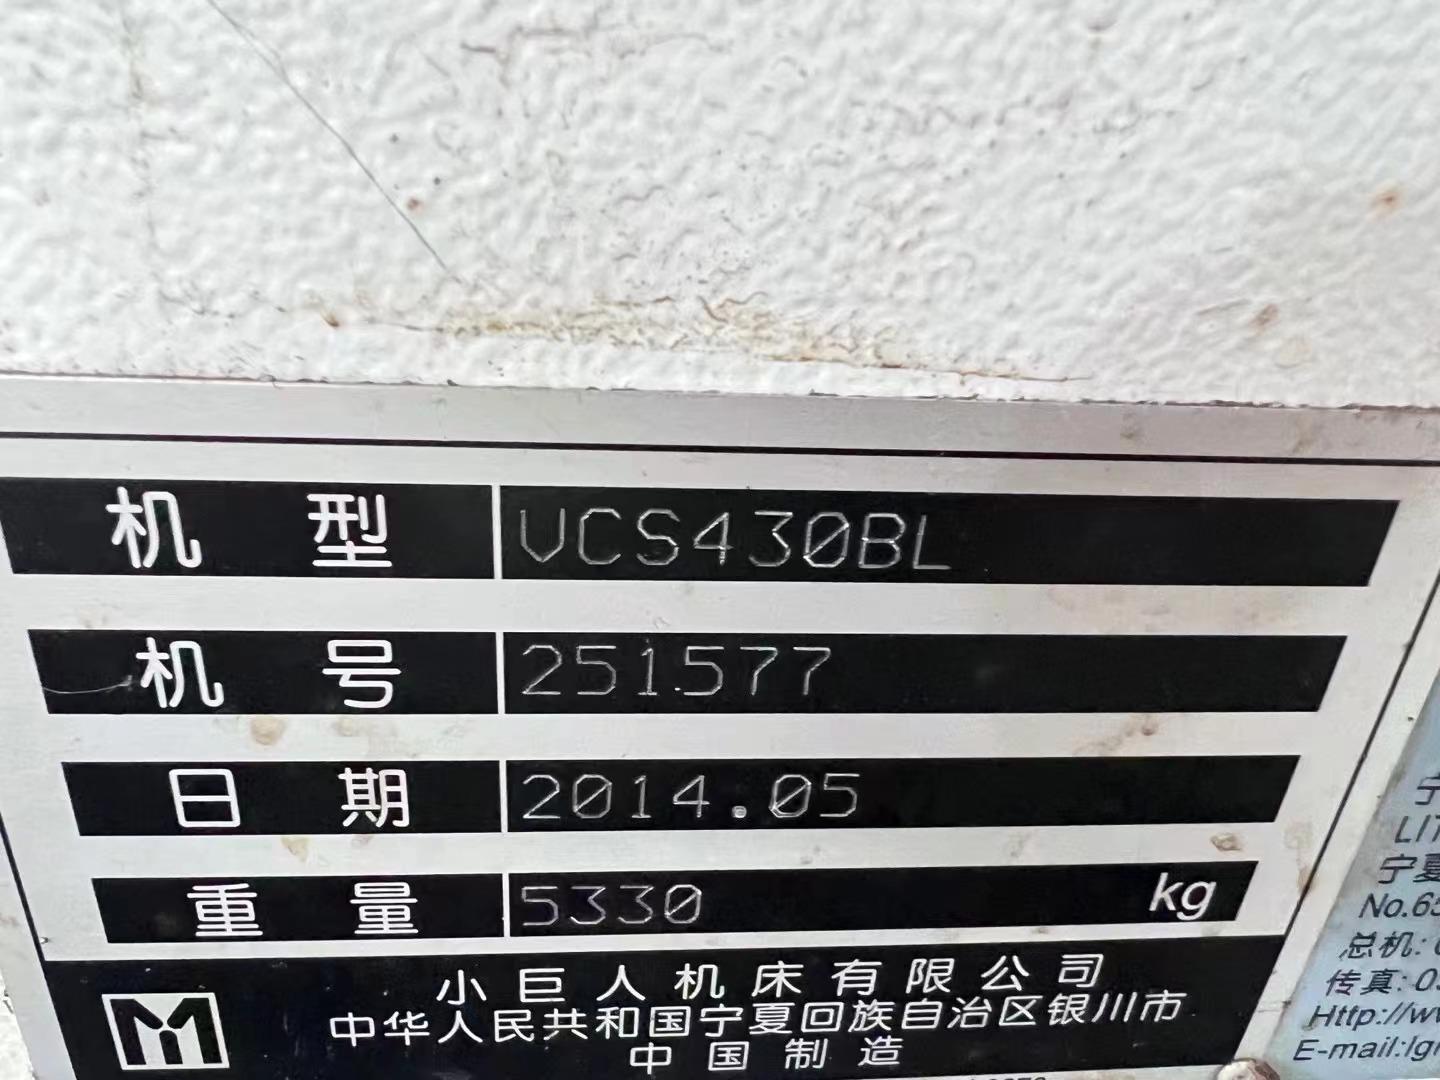 机 型 VCS430BL
机 号 251577
日 期 2014.05
重 量 5330 kg
小巨人机床有限公司
中华人民共和国宁夏回族自治区银川市
中国制造
宁
LIT
宁夏
No.65
总机:
传真:
Http://w
E-mail:lg